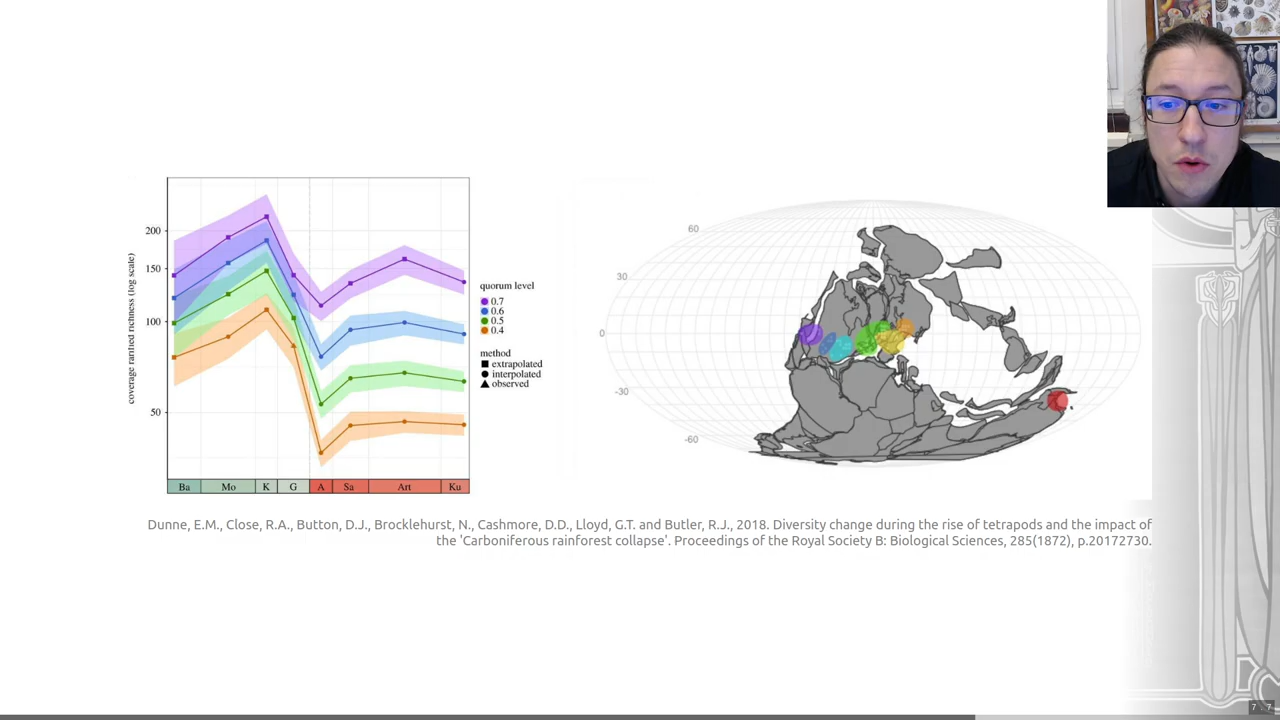 200
150
100
50
coverage rarified richness (log scale)
Ba Mo K G A Sa Art Ku
quorum level
0.7
0.6
0.5
0.4
method
extrapolated
interpolated
observed
60
30
0
-30
-60
Dunne, E.M., Close, R.A., Button, D.J., Brocklehurst, N., Cashmore, D.D., Lloyd, G.T. and Butler, R.J., 2018. Diversity change during the rise of tetrapods and the impact of
the 'Carboniferous rainforest collapse'. Proceedings of the Royal Society B: Biological Sciences, 285(1872), p.20172730.
7 7